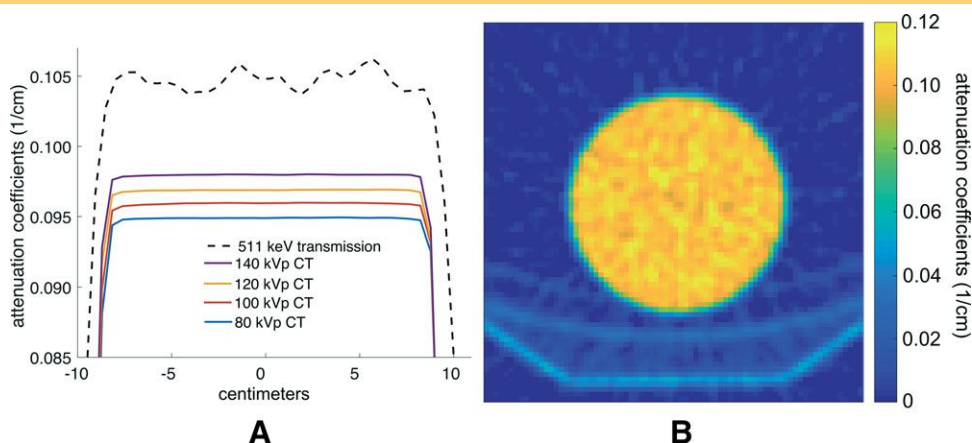 0.105
0.100
0.095
0.090
0.085
attenuation coefficients (1/cm)
511 keV transmission
140 kVp CT
120 kVp CT
100 kVp CT
80 kVp CT
-10
-5
0
5
10
centimeters
A
B
0.12
0.10
0.08
0.06
0.04
0.02
0
attenuation coefficients (1/cm)